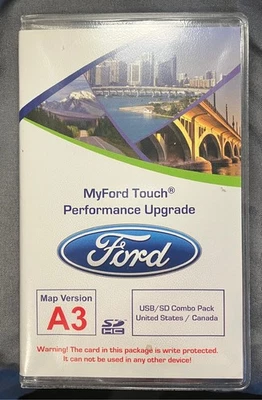 MyFord Touch®
Performance Upgrade
Ford
Map Version
A3
SD
HC
USB/SD Combo Pack
United States / Canada
Warning! The card in this package is write protected.
It can not be used in any other device!